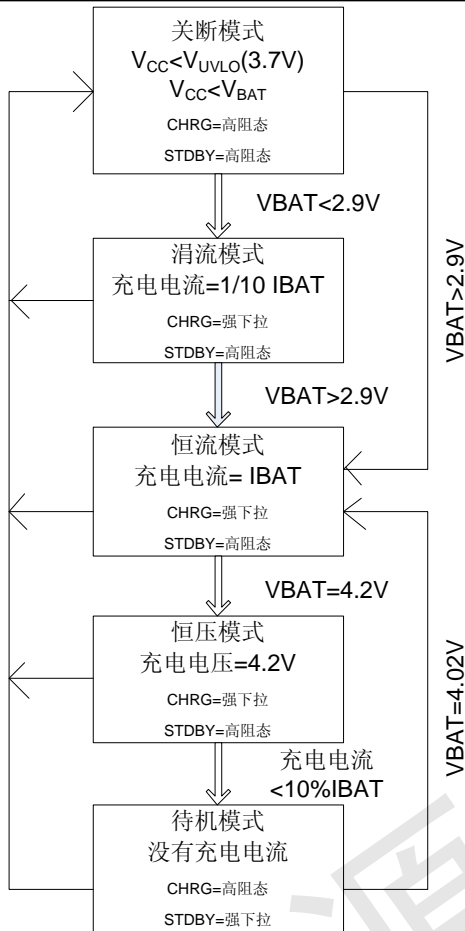 关断模式
VCC<VUVLO(3.7V)
VCC<VBAT
CHRG=高阻态
STDBY=高阻态
VBAT<2.9V
VBAT>2.9V
涓流模式
充电电流=1/10 IBAT
CHRG=强下拉
STDBY=高阻态
VBAT>2.9V
恒流模式
充电电流= IBAT
CHRG=强下拉
STDBY=高阻态
VBAT=4.2V
恒压模式
充电电压=4.2V
CHRG=强下拉
STDBY=高阻态
VBAT=4.02V
充电电流
<10%IBAT
待机模式
没有充电电流
CHRG=高阻态
STDBY=强下拉
源